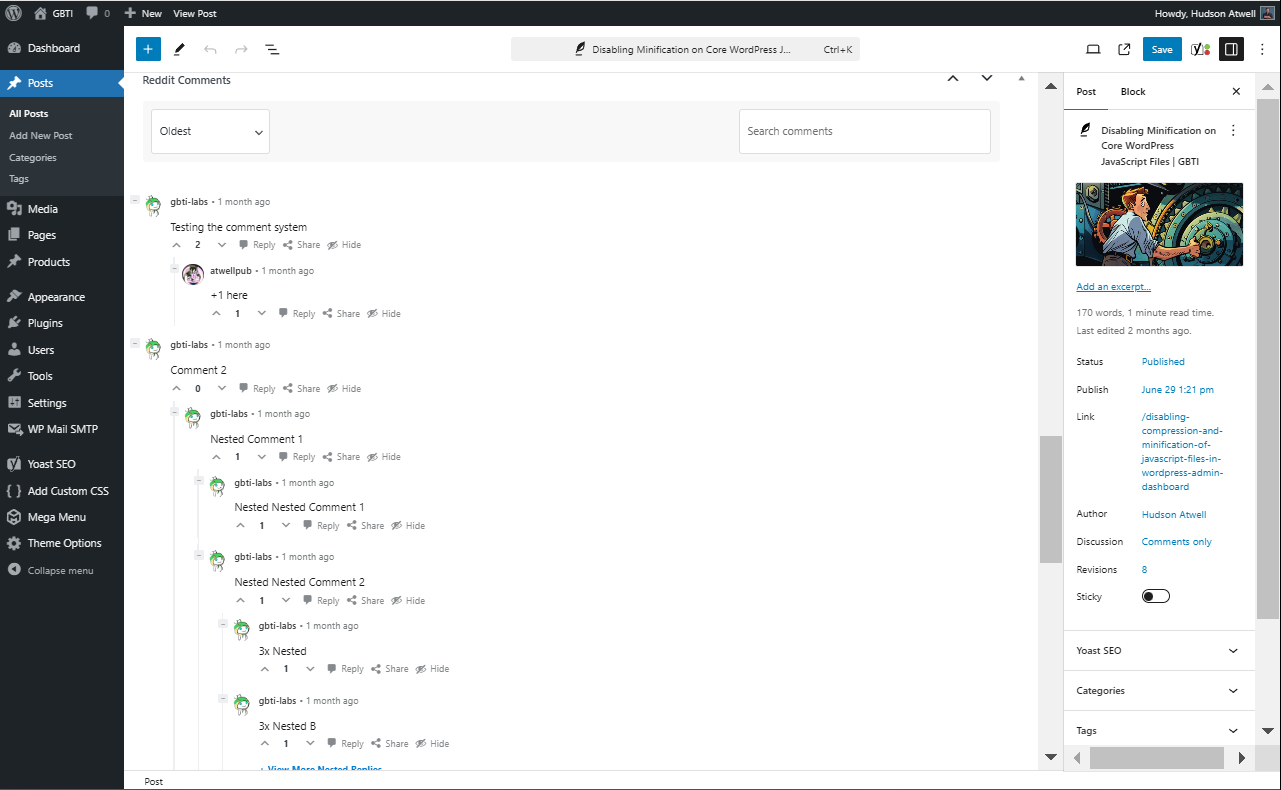 GBTI
0
New
View Post
Howdy, Hudson Atwell
Dashboard
Posts
All Posts
Add New Post
Categories
Tags
Media
Pages
Products
Appearance
Plugins
Users
Tools
Settings
WP Mail SMTP
Yoast SEO
Add Custom CSS
Mega Menu
Theme Options
Collapse menu
Disabling Minification on Core WordPress J... Ctrl+K
Save
Reddit Comments
Oldest
Search comments
gbti-labs • 1 month ago
Testing the comment system
2 Reply Share Hide
atwellpub • 1 month ago
+1 here
1 Reply Share Hide
gbti-labs • 1 month ago
Comment 2
0 Reply Share Hide
gbti-labs • 1 month ago
Nested Comment 1
1 Reply Share Hide
gbti-labs • 1 month ago
Nested Nested Comment 1
1 Reply Share Hide
gbti-labs • 1 month ago
Nested Nested Comment 2
1 Reply Share Hide
gbti-labs • 1 month ago
3x Nested
1 Reply Share Hide
gbti-labs • 1 month ago
3x Nested B
1 Reply Share Hide
+ View More Nested Replies
Post
Post Block
Disabling Minification on
Core WordPress
JavaScript Files | GBTI
Add an excerpt...
170 words, 1 minute read time.
Last edited 2 months ago.
Status Published
Publish June 29 1:21 pm
Link /disabling-
compression-and-
minification-of-
javascript-files-in-
wordpress-admin-
dashboard
Author Hudson Atwell
Discussion Comments only
Revisions 8
Sticky
Yoast SEO
Categories
Tags